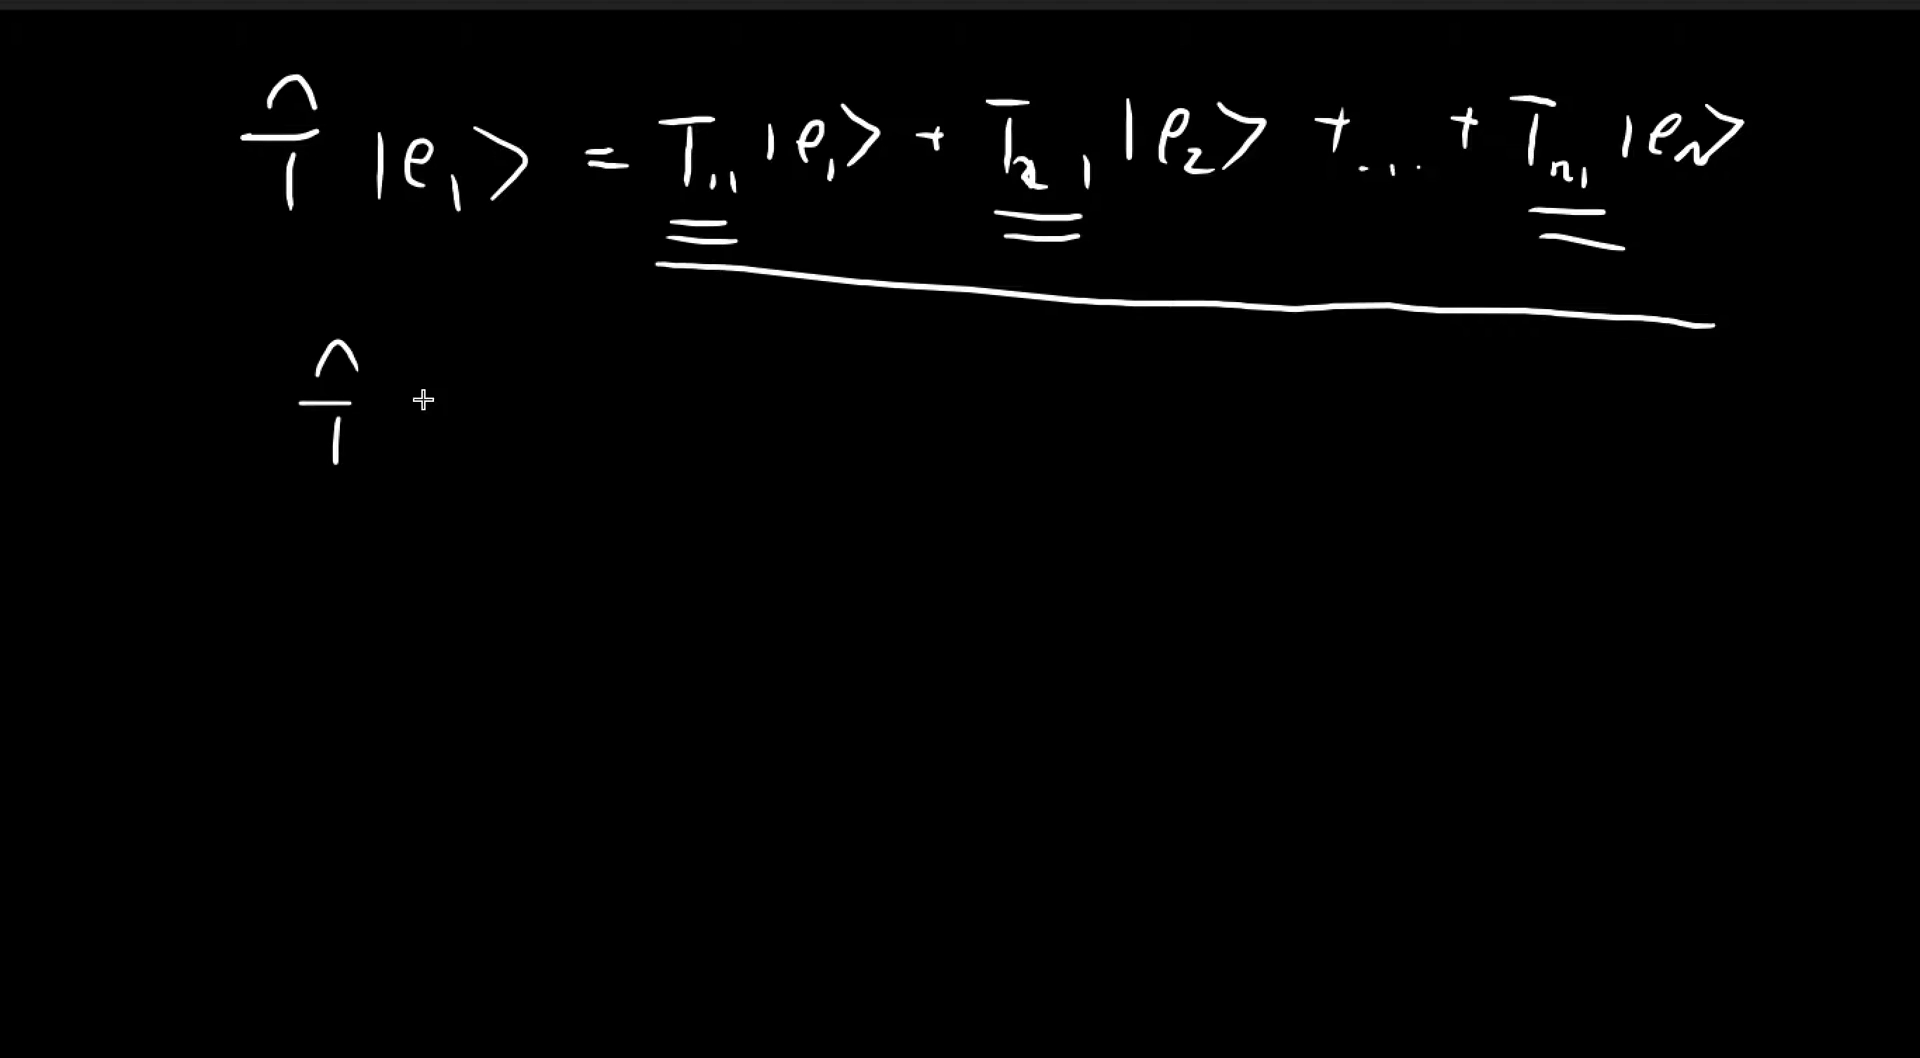 T̂ |e₁⟩ = T₁₁ |e₁⟩ + T₂₁ |e₂⟩ + ... + Tₙ₁ |eₙ⟩
T̂